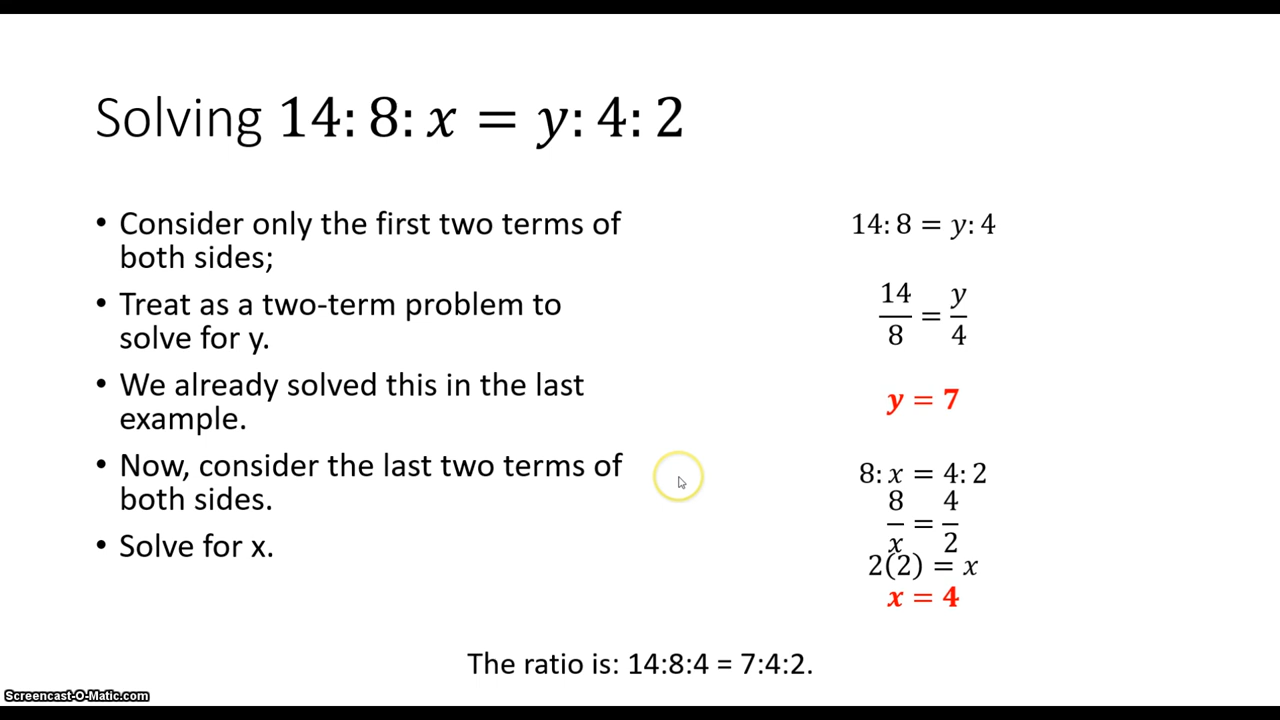 Solving 14: 8: x = y: 4: 2
• Consider only the first two terms of
both sides;
• Treat as a two-term problem to
solve for y.
• We already solved this in the last
example.
• Now, consider the last two terms of
both sides.
• Solve for x.
14: 8 = y: 4
14/8 = y/4
y = 7
8: x = 4: 2
8/x = 4/2
2(2) = x
x = 4
The ratio is: 14:8:4 = 7:4:2.
Screencast-O-Matic.com